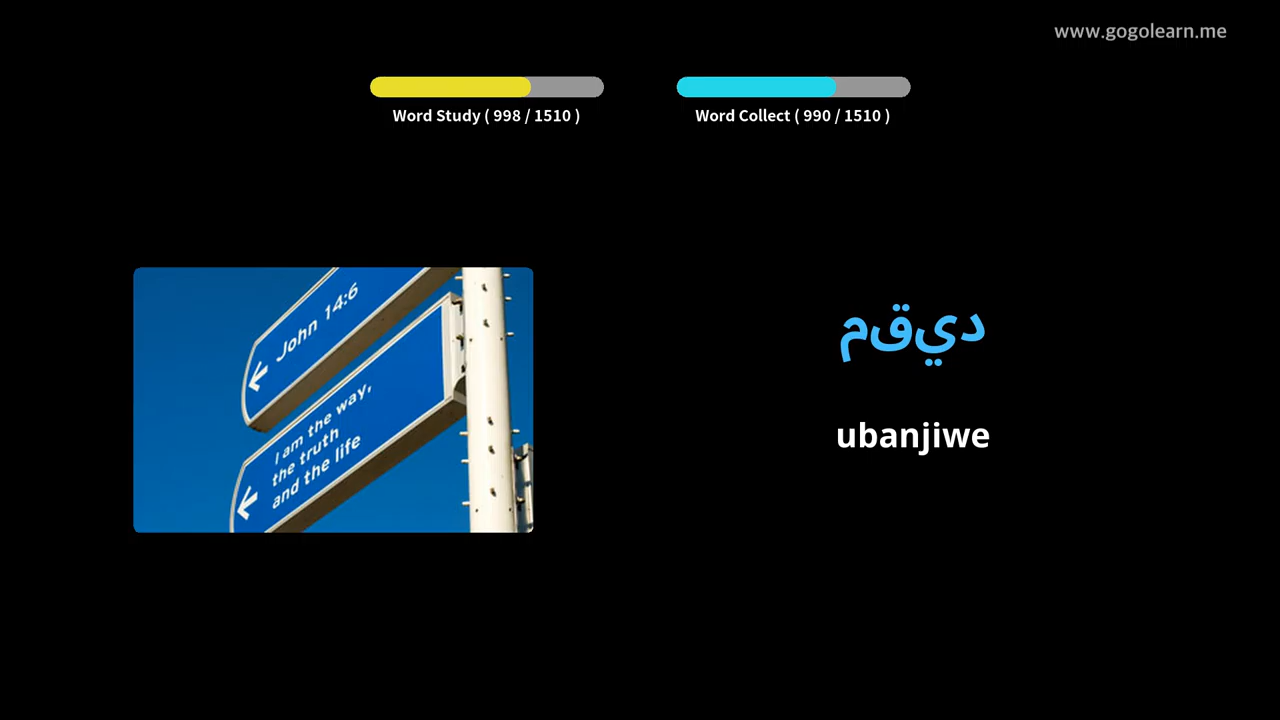 www.gogolearn.me
Word Study ( 998 / 1510 )
Word Collect ( 990 / 1510 )
John 14:6
I am the way,
the truth
and the life
ديقم
ubanjiwe